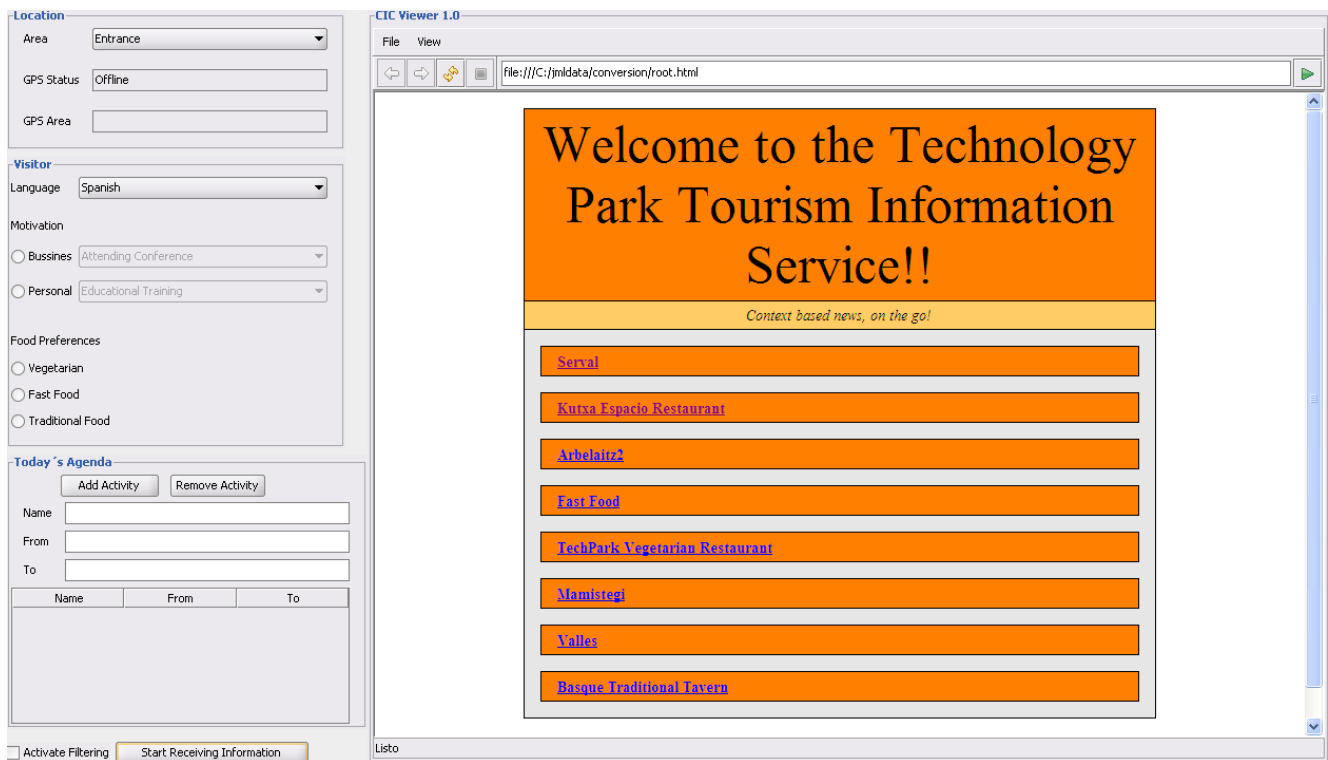 Location
Area Entrance
GPS Status Offline
GPS Area
Visitor
Language Spanish
Motivation
Bussines Attending Conference
Personal Educational Training
Food Preferences
Vegetarian
Fast Food
Traditional Food
Today´s Agenda
Add Activity Remove Activity
Name
From
To
Name From To
Activate Filtering Start Receiving Information
CIC Viewer 1.0
File View
file:///C:/jmldata/conversion/root.html
Welcome to the Technology
Park Tourism Information
Service!!
Context based news, on the go!
Serval
Kutxa Espacio Restaurant
Arbelaitz2
Fast Food
TechPark Vegetarian Restaurant
Mamistegi
Valles
Basque Traditional Tavern
Listo